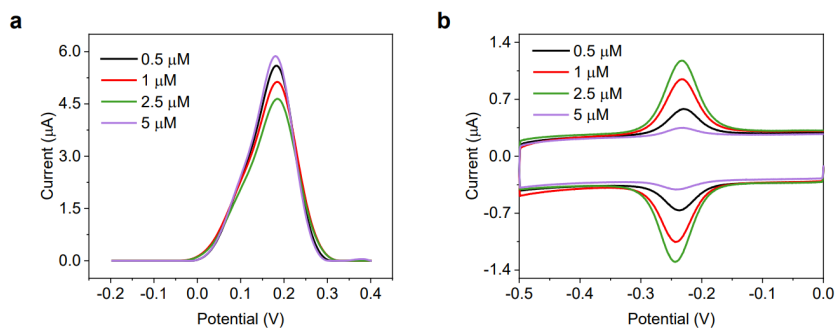 a
6.0
4.5
3.0
1.5
0.0
0.5 μM
1 μM
2.5 μM
5 μM
-0.2 -0.1 0.0 0.1 0.2 0.3 0.4
Current (μA)
Potential (V)
b
1.4
0.7
0.0
-0.7
-1.4
0.5 μM
1 μM
2.5 μM
5 μM
-0.5 -0.4 -0.3 -0.2 -0.1 0.0
Current (μA)
Potential (V)